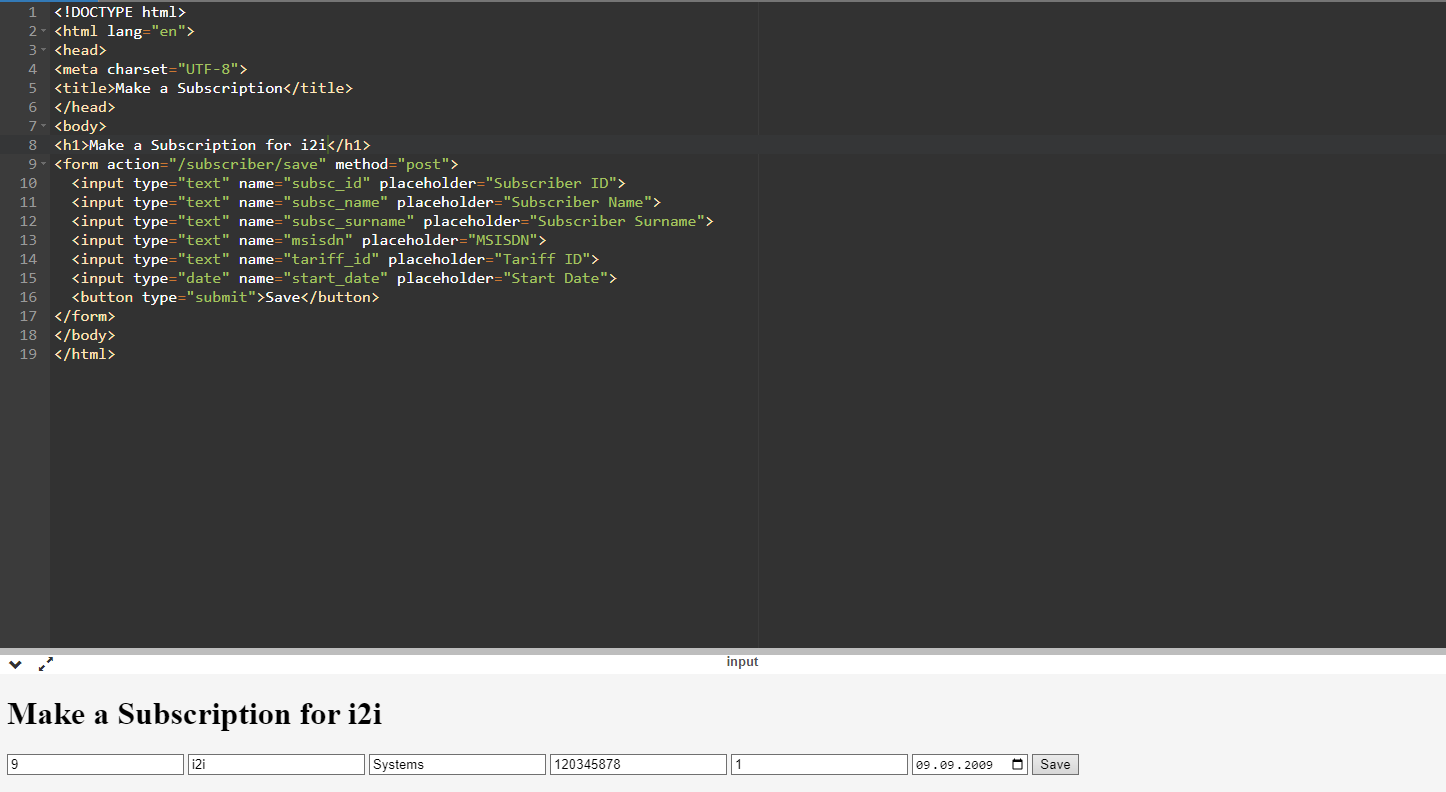 1 <!DOCTYPE html>
2 <html lang="en">
3 <head>
4 <meta charset="UTF-8">
5 <title>Make a Subscription</title>
6 </head>
7 <body>
8 <h1>Make a Subscription for i2i</h1>
9 <form action="/subscriber/save" method="post">
10   <input type="text" name="subsc_id" placeholder="Subscriber ID">
11   <input type="text" name="subsc_name" placeholder="Subscriber Name">
12   <input type="text" name="subsc_surname" placeholder="Subscriber Surname">
13   <input type="text" name="msisdn" placeholder="MSISDN">
14   <input type="text" name="tariff_id" placeholder="Tariff ID">
15   <input type="date" name="start_date" placeholder="Start Date">
16   <button type="submit">Save</button>
17 </form>
18 </body>
19 </html>
input
Make a Subscription for i2i
9 i2i Systems 120345878 1 09.09.2009 Save